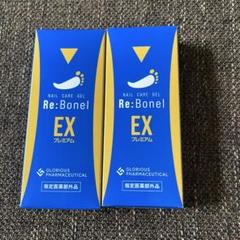 NAIL CARE GEL
Re:Bonel
EX
プレミアム
GLORIOUS
PHARMACEUTICAL
指定医薬部外品
NAIL CARE GEL
Re:Bonel
EX
プレミアム
GLORIOUS
PHARMACEUTICAL
指定医薬部外品